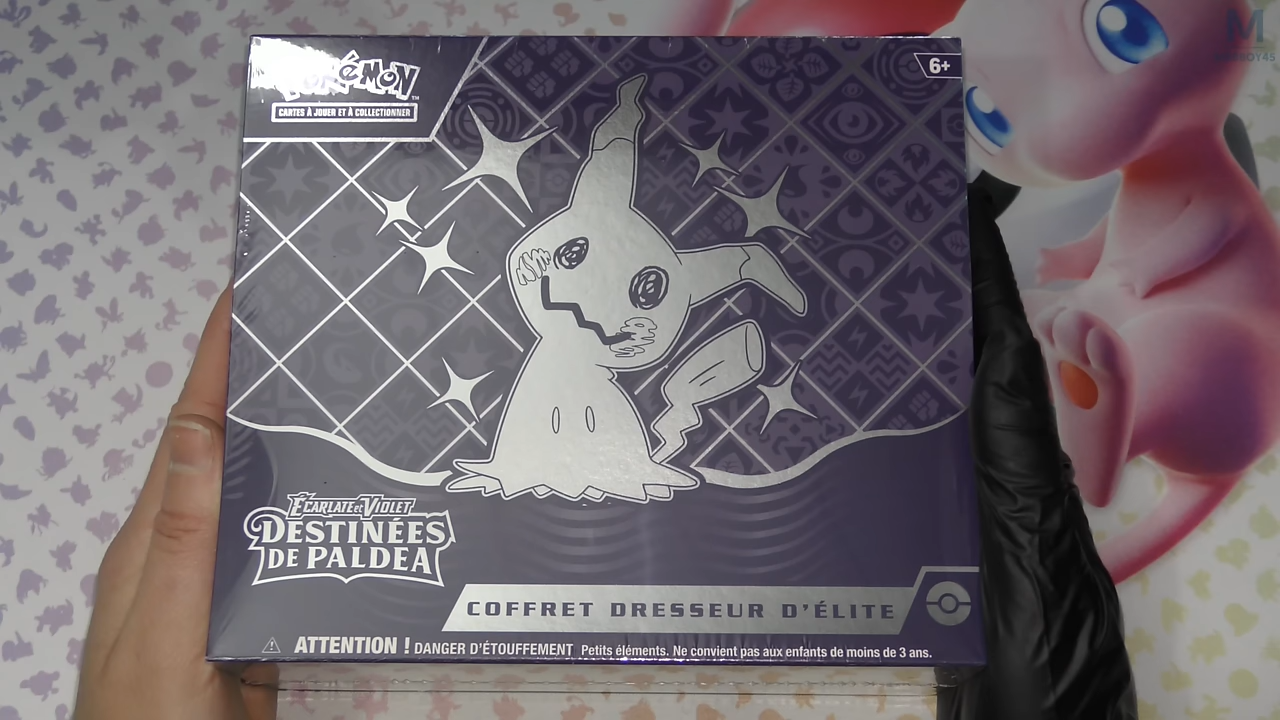 POKéMON
CARTES À JOUER ET À COLLECTIONNER
6+
ÉCARLATE et VIOLET
DESTINÉES
DE PALDEA
COFFRET DRESSEUR D'ÉLITE
ATTENTION ! DANGER D'ÉTOUFFEMENT Petits éléments. Ne convient pas aux enfants de moins de 3 ans.